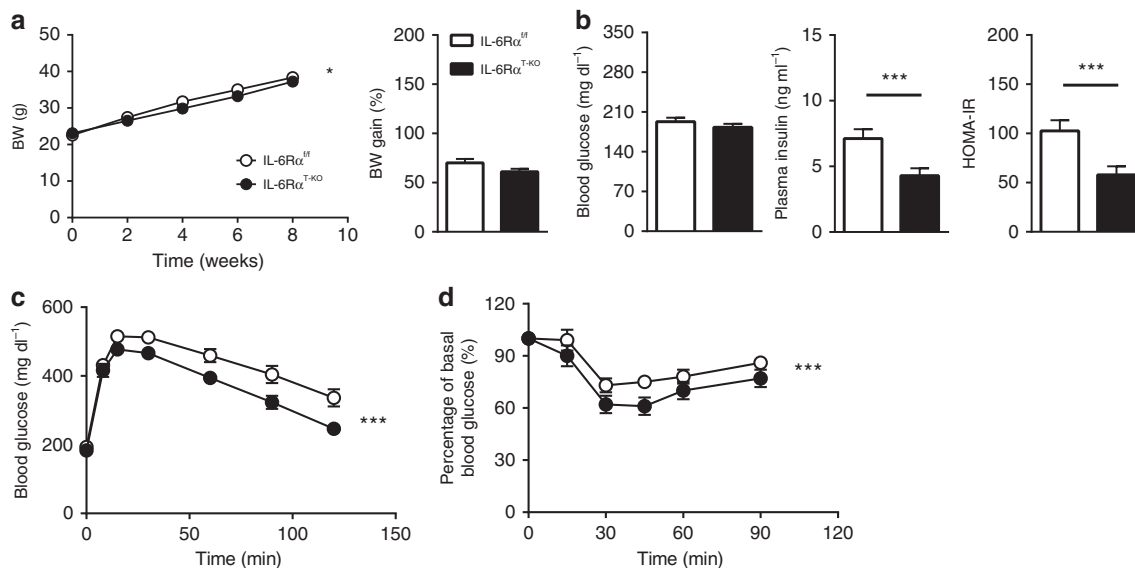 a
50
40
30
20
10
0
BW (g)
0 2 4 6 8 10
Time (weeks)
*
IL-6Rα^f/f
IL-6Rα^T-KO
200
150
100
50
0
BW gain (%)
IL-6Rα^f/f
IL-6Rα^T-KO
b
350
280
210
140
70
0
Blood glucose (mg dl⁻¹)
15
10
5
0
Plasma insulin (ng ml⁻¹)
***
200
150
100
50
0
HOMA-IR
***
c
600
400
200
0
Blood glucose (mg dl⁻¹)
0 50 100 150
Time (min)
***
d
120
90
60
30
0
Percentage of basal
blood glucose (%)
0 30 60 90 120
Time (min)
***